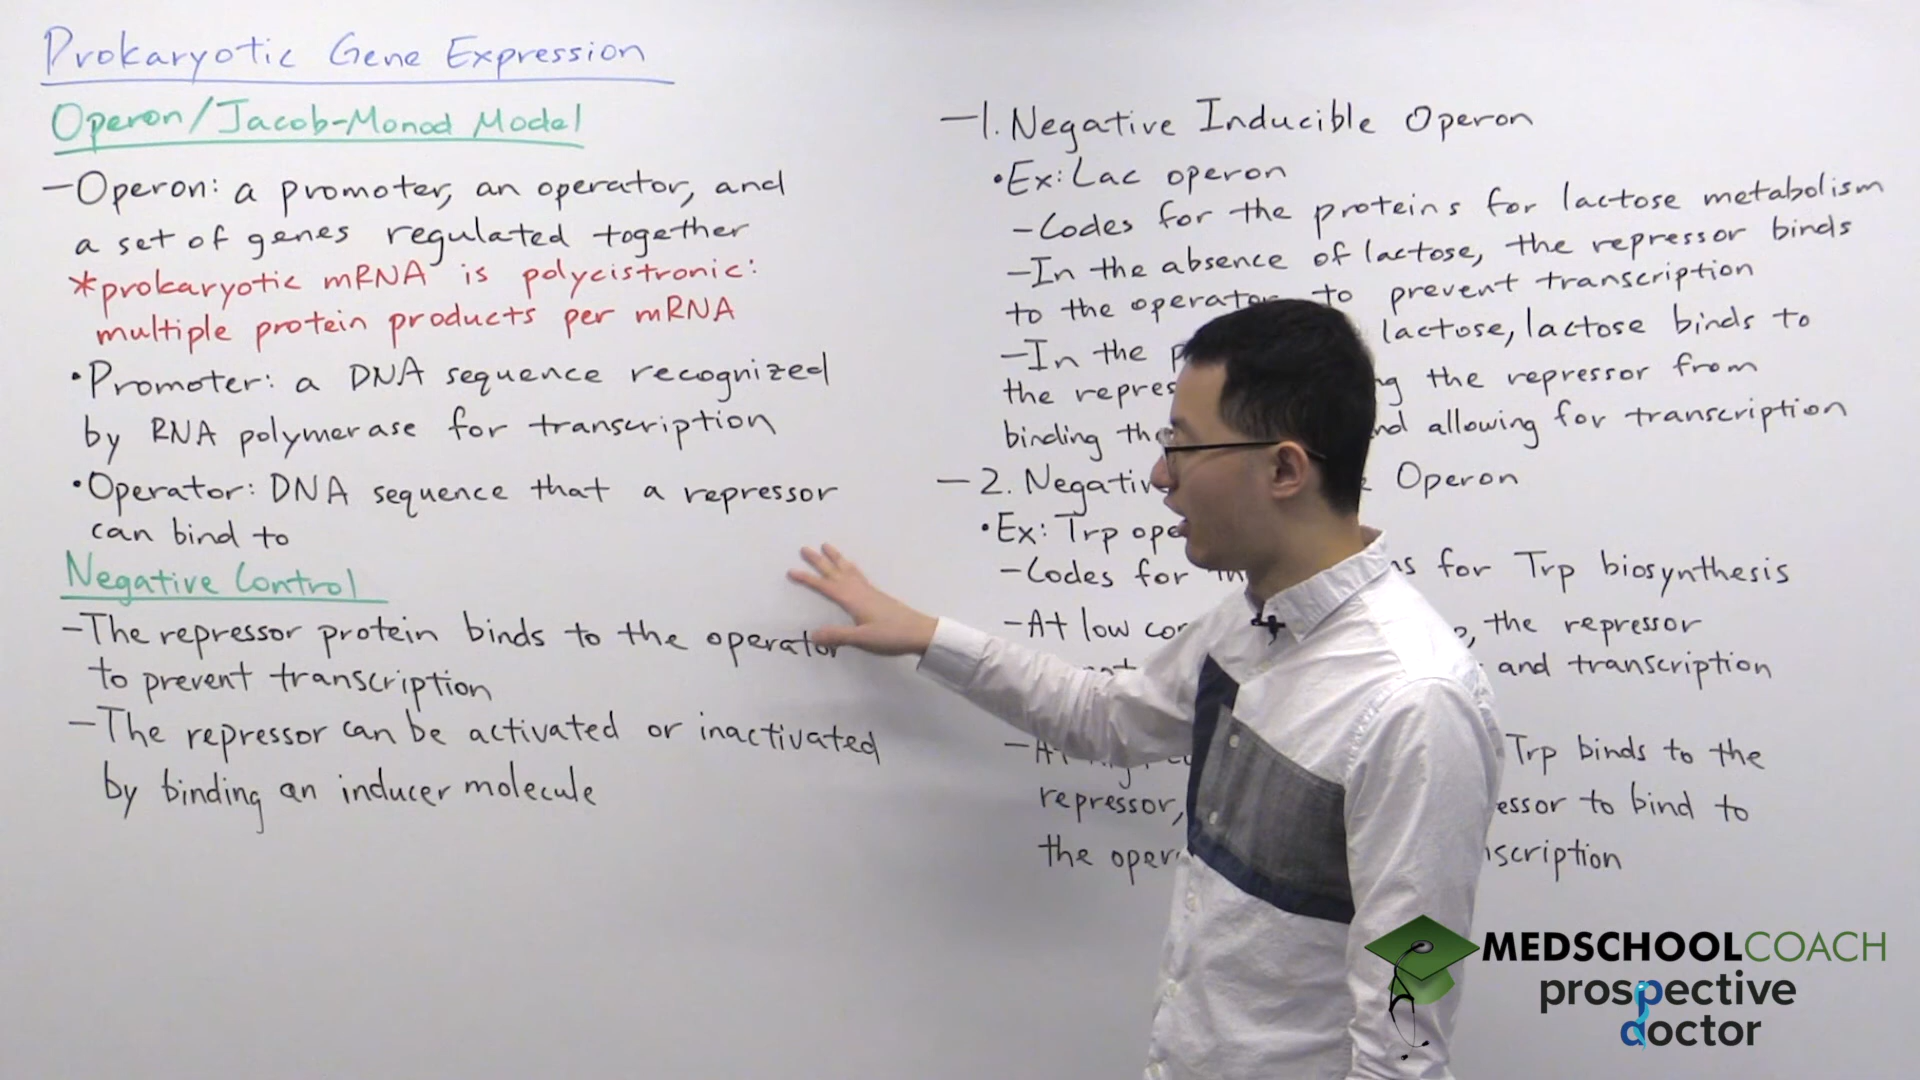 Prokaryotic Gene Expression
Operon/Jacob-Monod Model
-Operon: a promoter, an operator, and
a set of genes regulated together
*prokaryotic mRNA is polycistronic:
multiple protein products per mRNA
•Promoter: a DNA sequence recognized
by RNA polymerase for transcription
•Operator: DNA sequence that a repressor
can bind to
Negative Control
-The repressor protein binds to the operator
to prevent transcription
-The repressor can be activated or inactivated
by binding an inducer molecule
-1. Negative Inducible Operon
•Ex: Lac operon
-Codes for the proteins for lactose metabolism
-In the absence of lactose, the repressor binds
to the operator to prevent transcription
-In the lactose, lactose binds to
the the repressor from
binding allowing for transcription
-2. Operon
•Ex: Trp
-Codes for for Trp biosynthesis
-At low the repressor
and transcription
Trp binds to the
repressor, to bind to
the
MEDSCHOOLCOACH
prospective
doctor